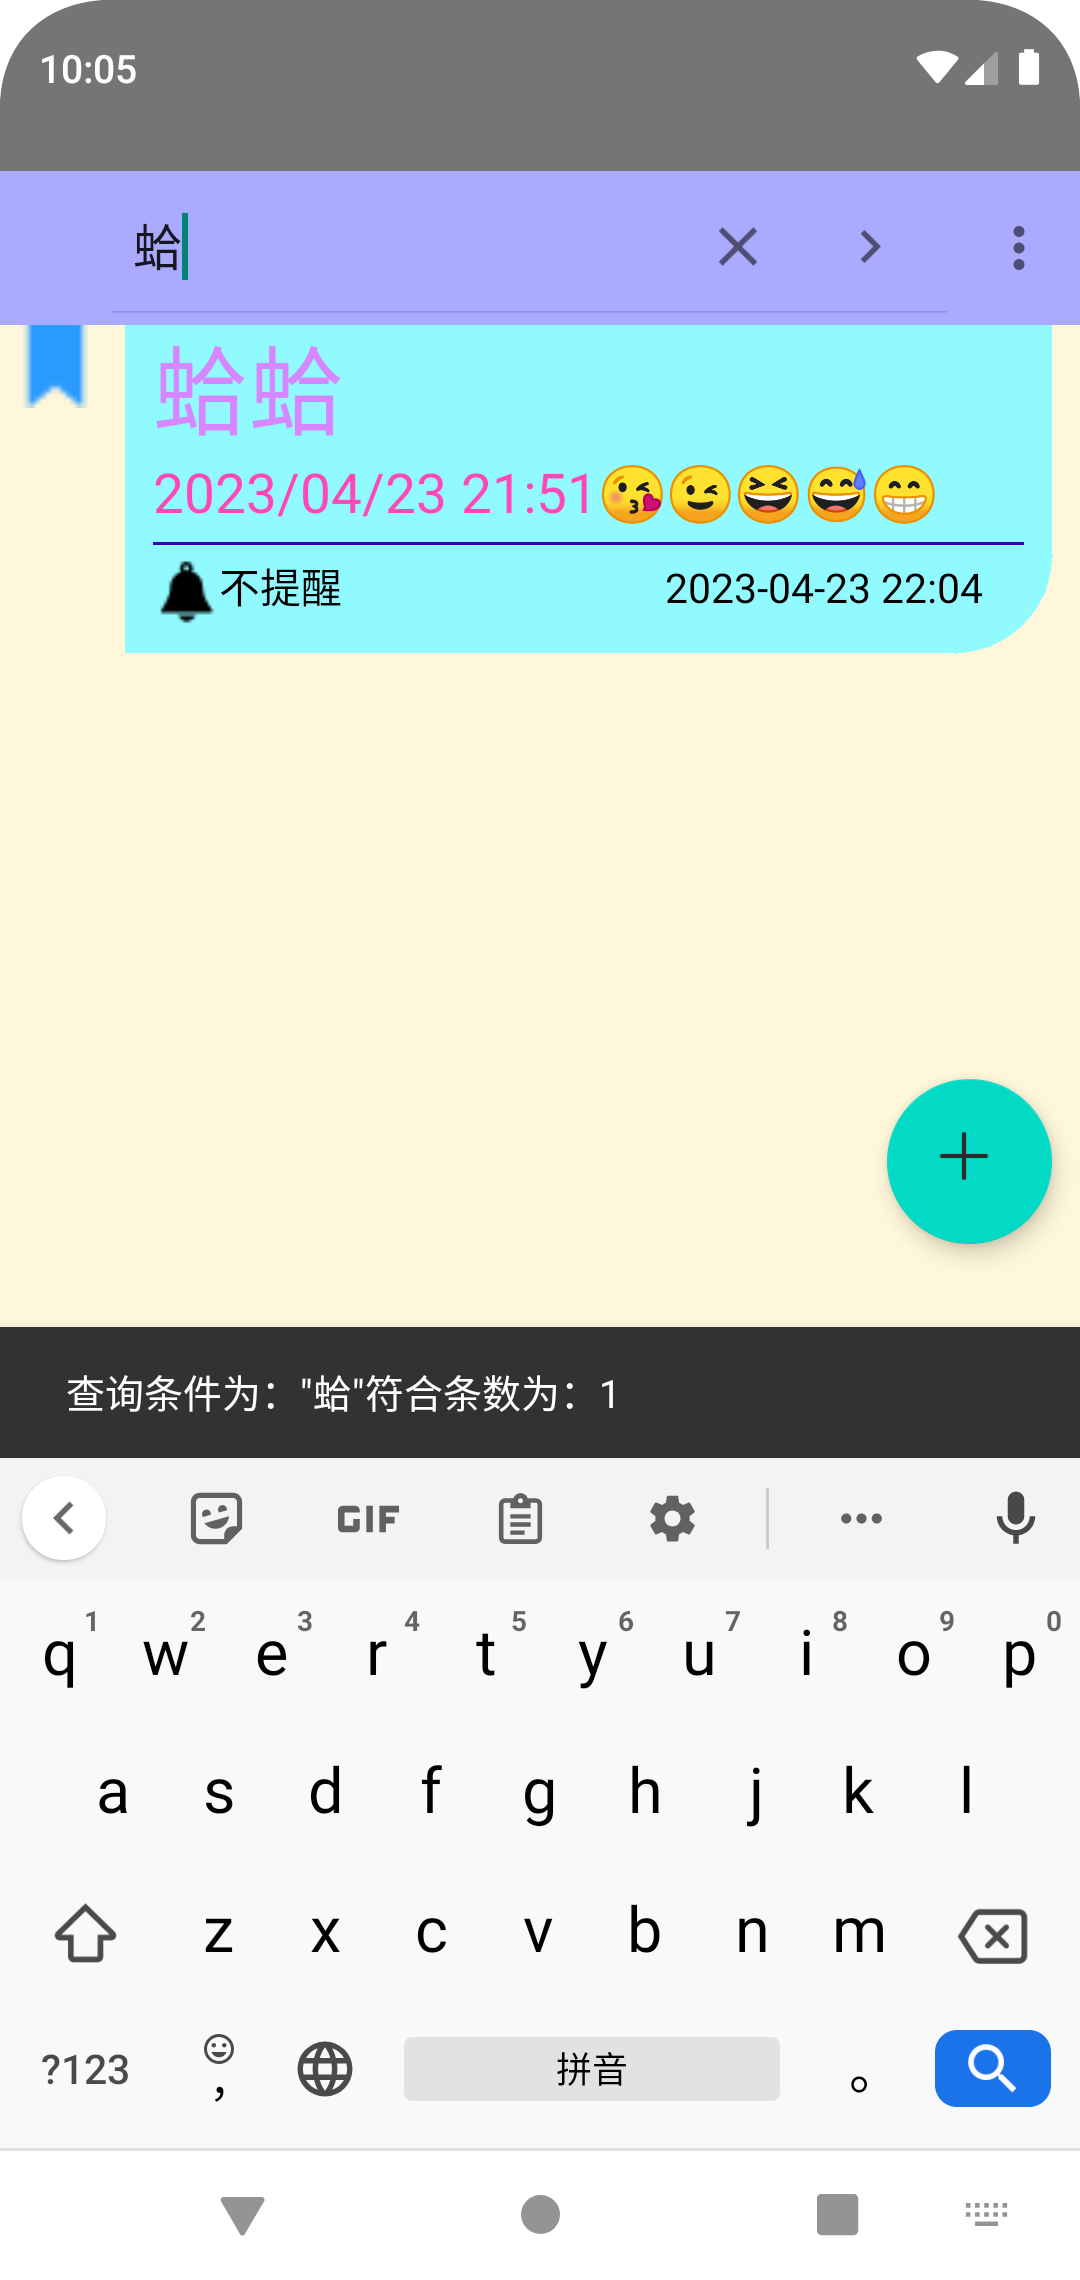 10:05
蛤
蛤蛤
2023/04/23 21:51😘😉😆😅😁
不提醒 2023-04-23 22:04
查询条件为："蛤"符合条数为：1
GIF
1 2 3 4 5 6 7 8 9 0
q w e r t y u i o p
a s d f g h j k l
z x c v b n m
?123 , 拼音 。